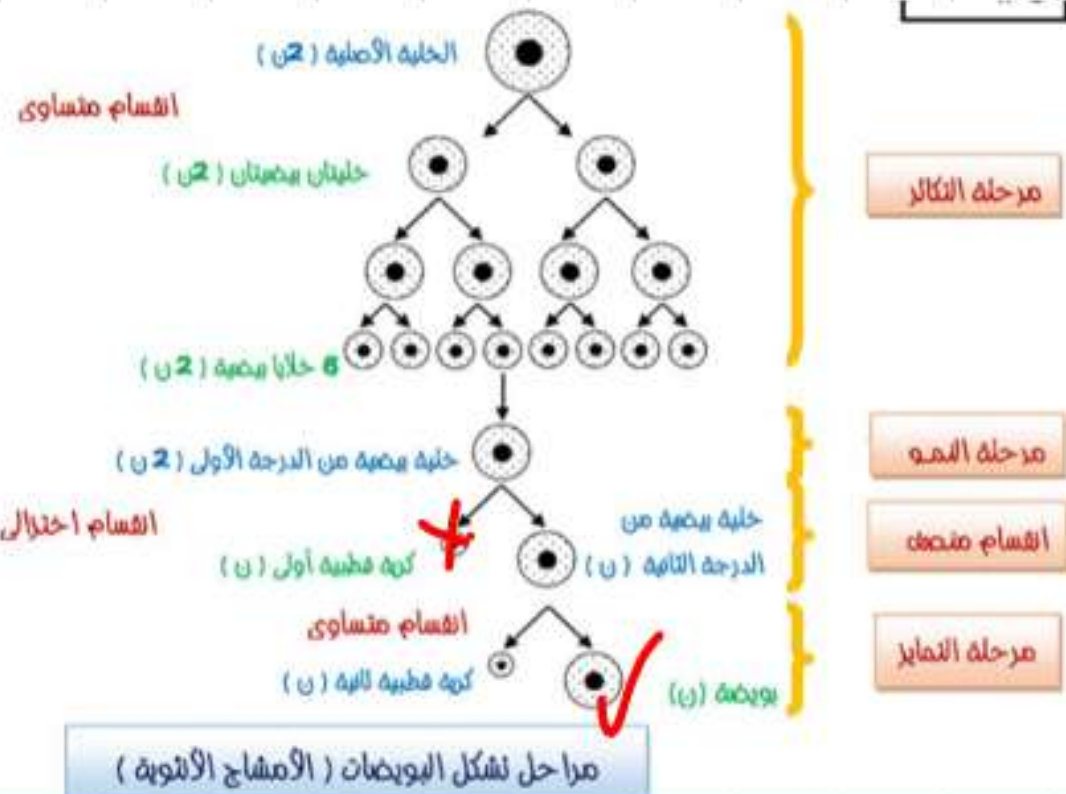 الخلية الأصلية ( 2ن )
انقسام متساوى
خليتان بيضيتان ( 2ن )
مرحلة التكاثر
8 خلايا بيضية ( 2ن )
خلية بيضية من الدرجة الأولى ( 2ن )
مرحلة النمو
انقسام اختزالى
كرية قطبية أولى ( ن )
خلية بيضية من
الدرجة الثانية ( ن )
انقسام منصف
انقسام متساوى
كرية قطبية ثانية ( ن )
بويضة (ن)
مرحلة التمايز
مراحل تشكل البويضات ( الأمشاج الأنثوية )